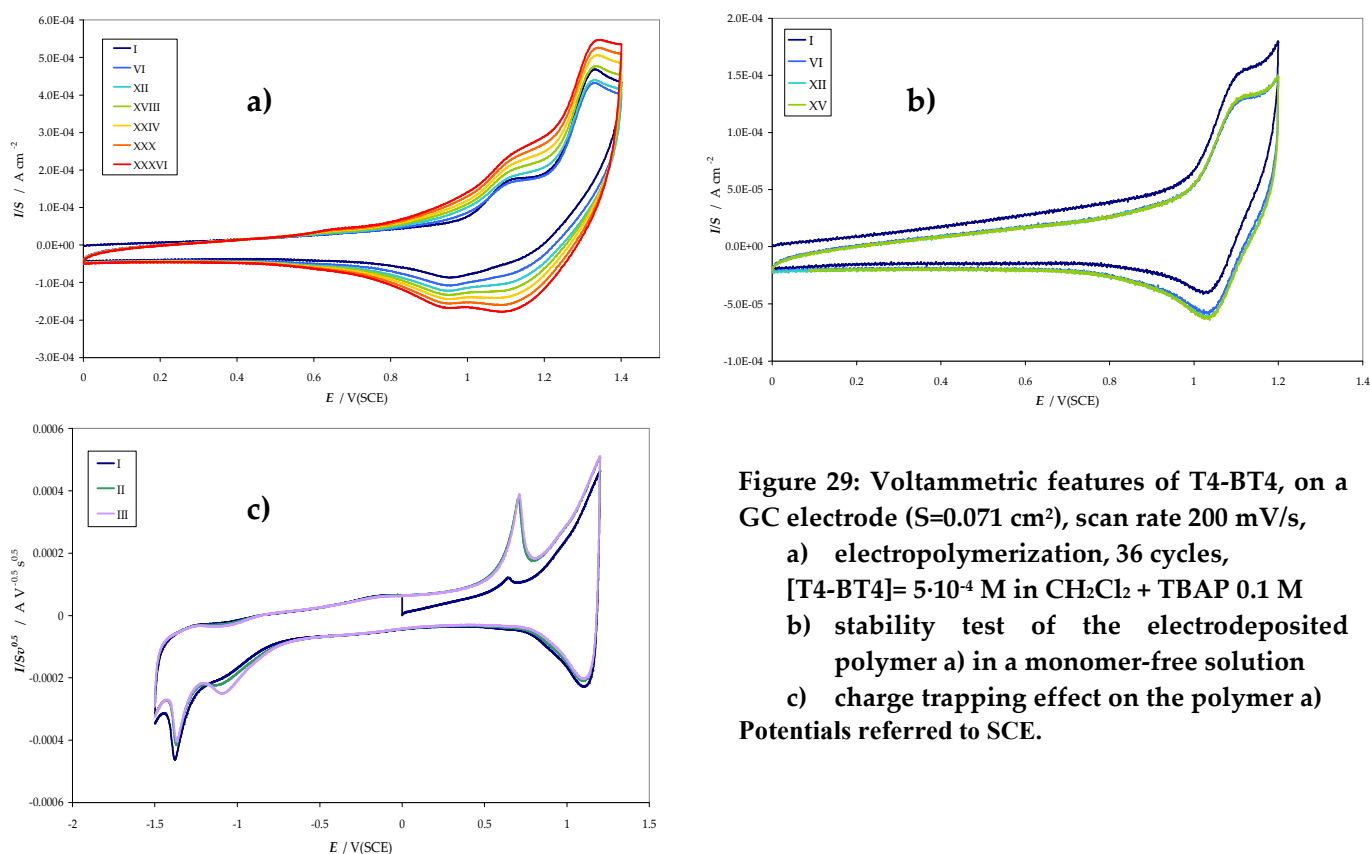 6.0E-04
5.0E-04
4.0E-04
3.0E-04
2.0E-04
1.0E-04
0.0E+00
-1.0E-04
-2.0E-04
-3.0E-04
I/S / A cm⁻²
I
VI
XII
XVIII
XXIV
XXX
XXXVI
a)
0 0.2 0.4 0.6 0.8 1 1.2 1.4
E / V(SCE)
2.0E-04
1.5E-04
1.0E-04
5.0E-05
0.0E+00
-5.0E-05
-1.0E-04
I/S / A cm⁻²
I
VI
XII
XV
b)
0 0.2 0.4 0.6 0.8 1 1.2 1.4
E / V(SCE)
0.0006
0.0004
0.0002
0
-0.0002
-0.0004
-0.0006
I/Sv⁰·⁵ / A V⁻⁰·⁵ s⁰·⁵
I
II
III
c)
-2 -1.5 -1 -0.5 0 0.5 1 1.5
E / V(SCE)
Figure 29: Voltammetric features of T4-BT4, on a
GC electrode (S=0.071 cm²), scan rate 200 mV/s,
a) electropolymerization, 36 cycles,
[T4-BT4]= 5·10⁻⁴ M in CH₂Cl₂ + TBAP 0.1 M
b) stability test of the electrodeposited
polymer a) in a monomer-free solution
c) charge trapping effect on the polymer a)
Potentials referred to SCE.